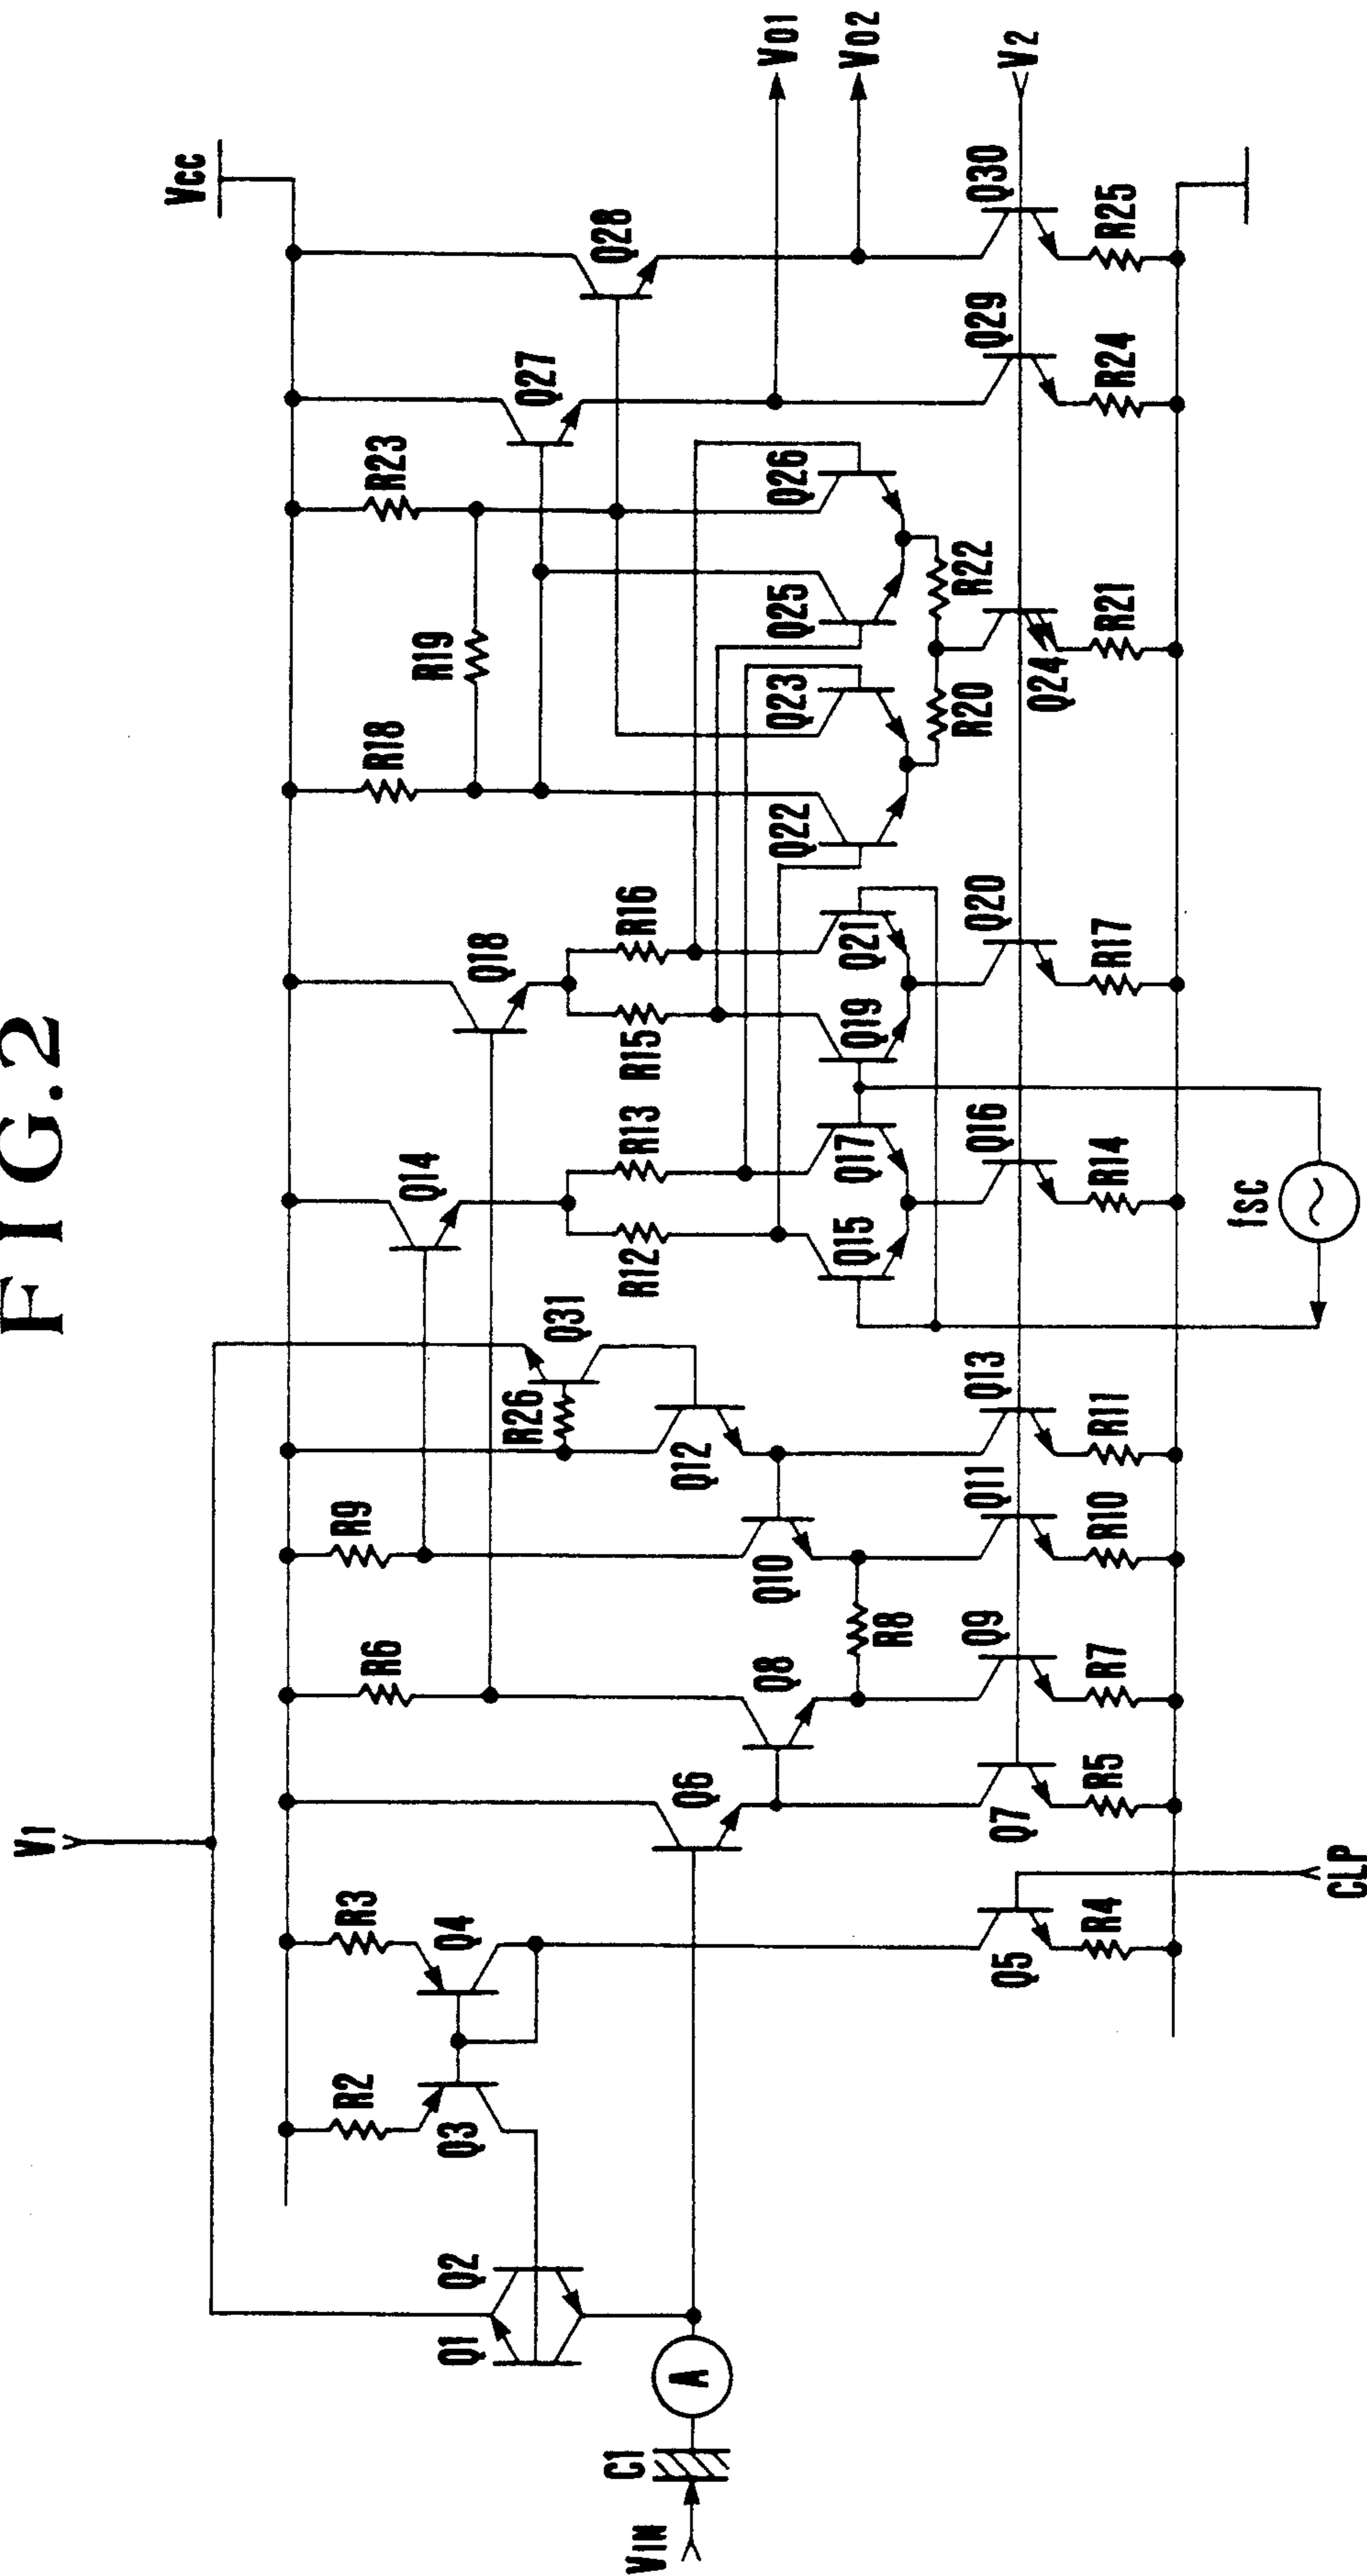 FIG.2
V1
Vcc
R2
R3
R6
R9
R18
R23
Q1
Q2
Q3
Q4
R26
Q31
Q14
Q18
R19
Q27
Q28
C1
A
VIN
Q6
Q12
R12
R13
R15
R16
Q8
Q10
Q15
Q17
Q19
Q21
Q22
Q23
Q25
Q26
VO1
VO2
R8
R20
R22
Q5
Q7
Q9
Q11
Q13
Q16
Q20
Q24
Q29
Q30
V2
R4
R5
R7
R10
R11
R14
R17
R21
R24
R25
CLP
fsc